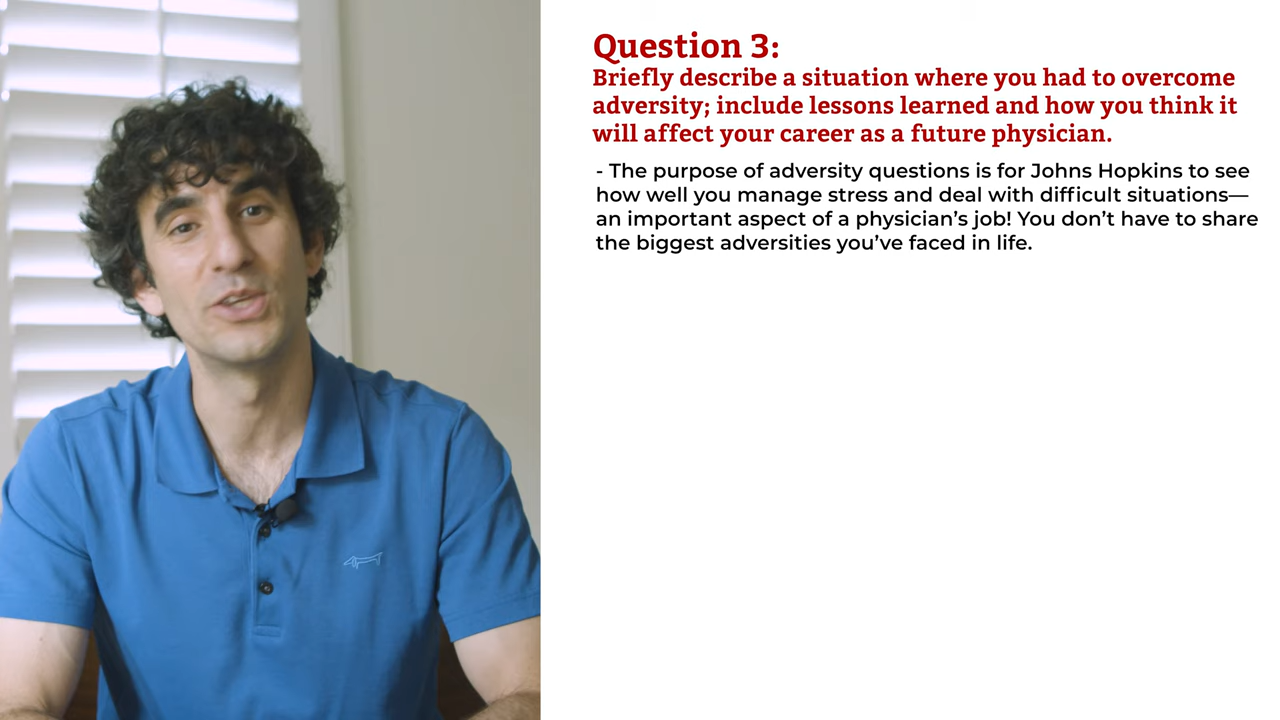 Question 3:
Briefly describe a situation where you had to overcome
adversity; include lessons learned and how you think it
will affect your career as a future physician.
- The purpose of adversity questions is for Johns Hopkins to see
how well you manage stress and deal with difficult situations—
an important aspect of a physician’s job! You don’t have to share
the biggest adversities you’ve faced in life.